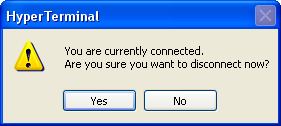 HyperTerminal
You are currently connected.
Are you sure you want to disconnect now?
Yes
No